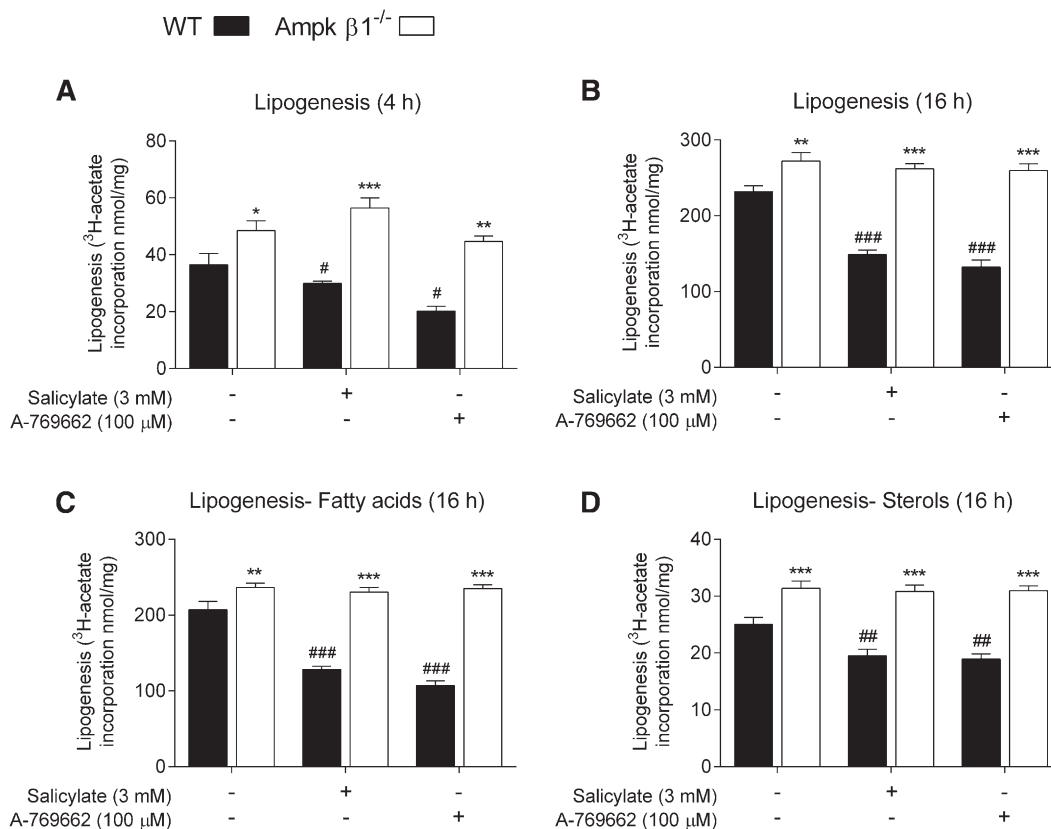 WT Ampk β1-/-
A
Lipogenesis (4 h)
Lipogenesis (3H-acetate
incorporation nmol/mg)
80
60
40
20
0
* *** **
# #
Salicylate (3 mM) - + -
A-769662 (100 μM) - - +
B
Lipogenesis (16 h)
Lipogenesis (3H-acetate
incorporation nmol/mg)
300
200
100
0
** *** ***
### ###
Salicylate (3 mM) - + -
A-769662 (100 μM) - - +
C
Lipogenesis- Fatty acids (16 h)
Lipogenesis (3H-acetate
incorporation nmol/mg)
300
200
100
0
** *** ***
### ###
Salicylate (3 mM) - + -
A-769662 (100 μM) - - +
D
Lipogenesis- Sterols (16 h)
Lipogenesis (3H-acetate
incorporation nmol/mg)
40
30
20
10
0
*** *** ***
## ##
Salicylate (3 mM) - + -
A-769662 (100 μM) - - +